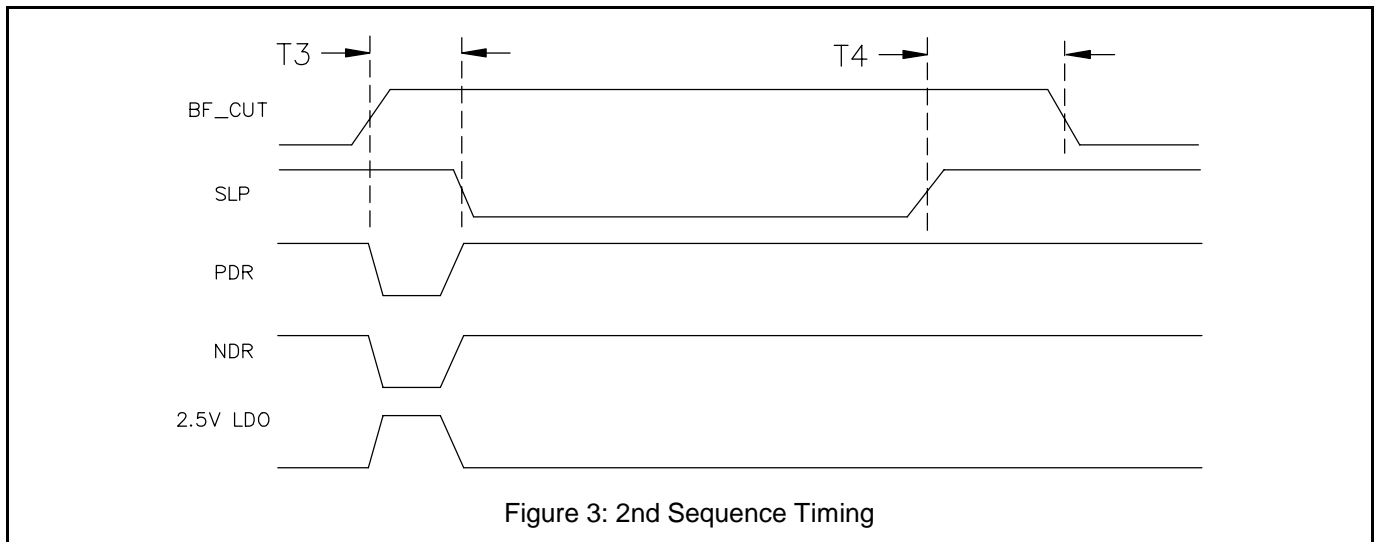 T3
T4
BF_CUT
SLP
PDR
NDR
2.5V LDO
Figure 3: 2nd Sequence Timing